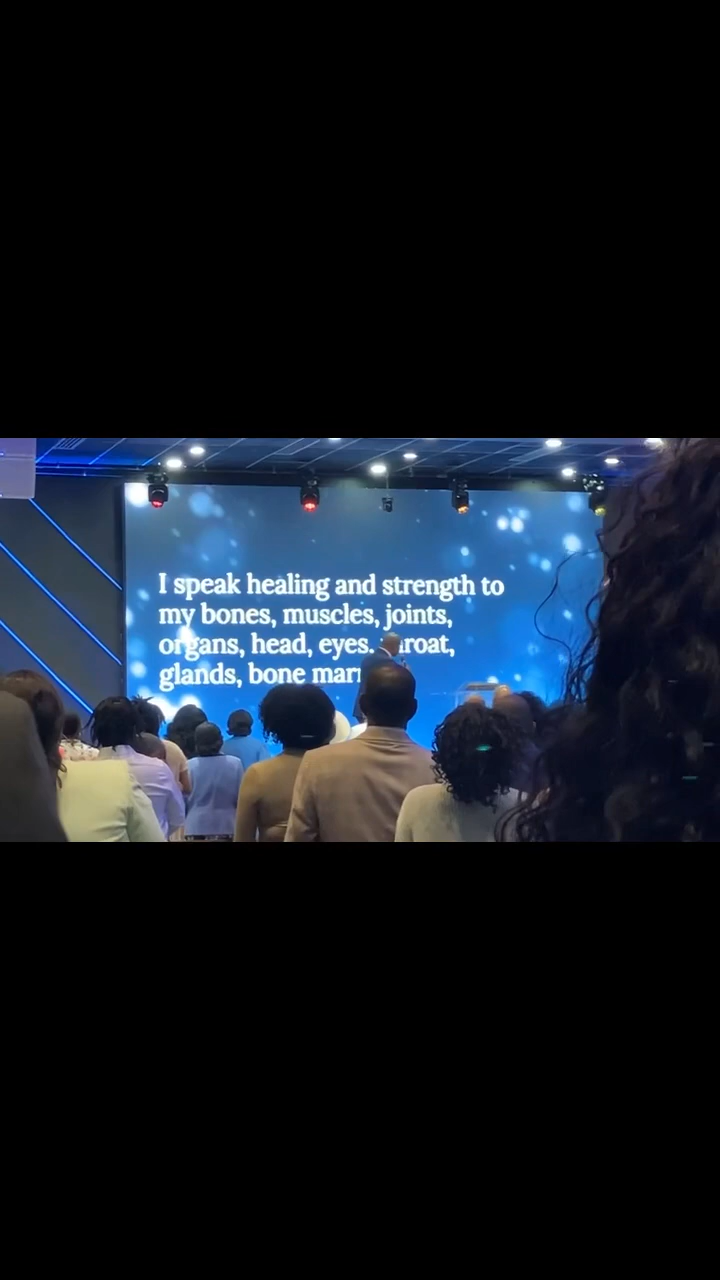 I speak healing and strength to
my bones, muscles, joints,
organs, head, eyes,
glands, bone